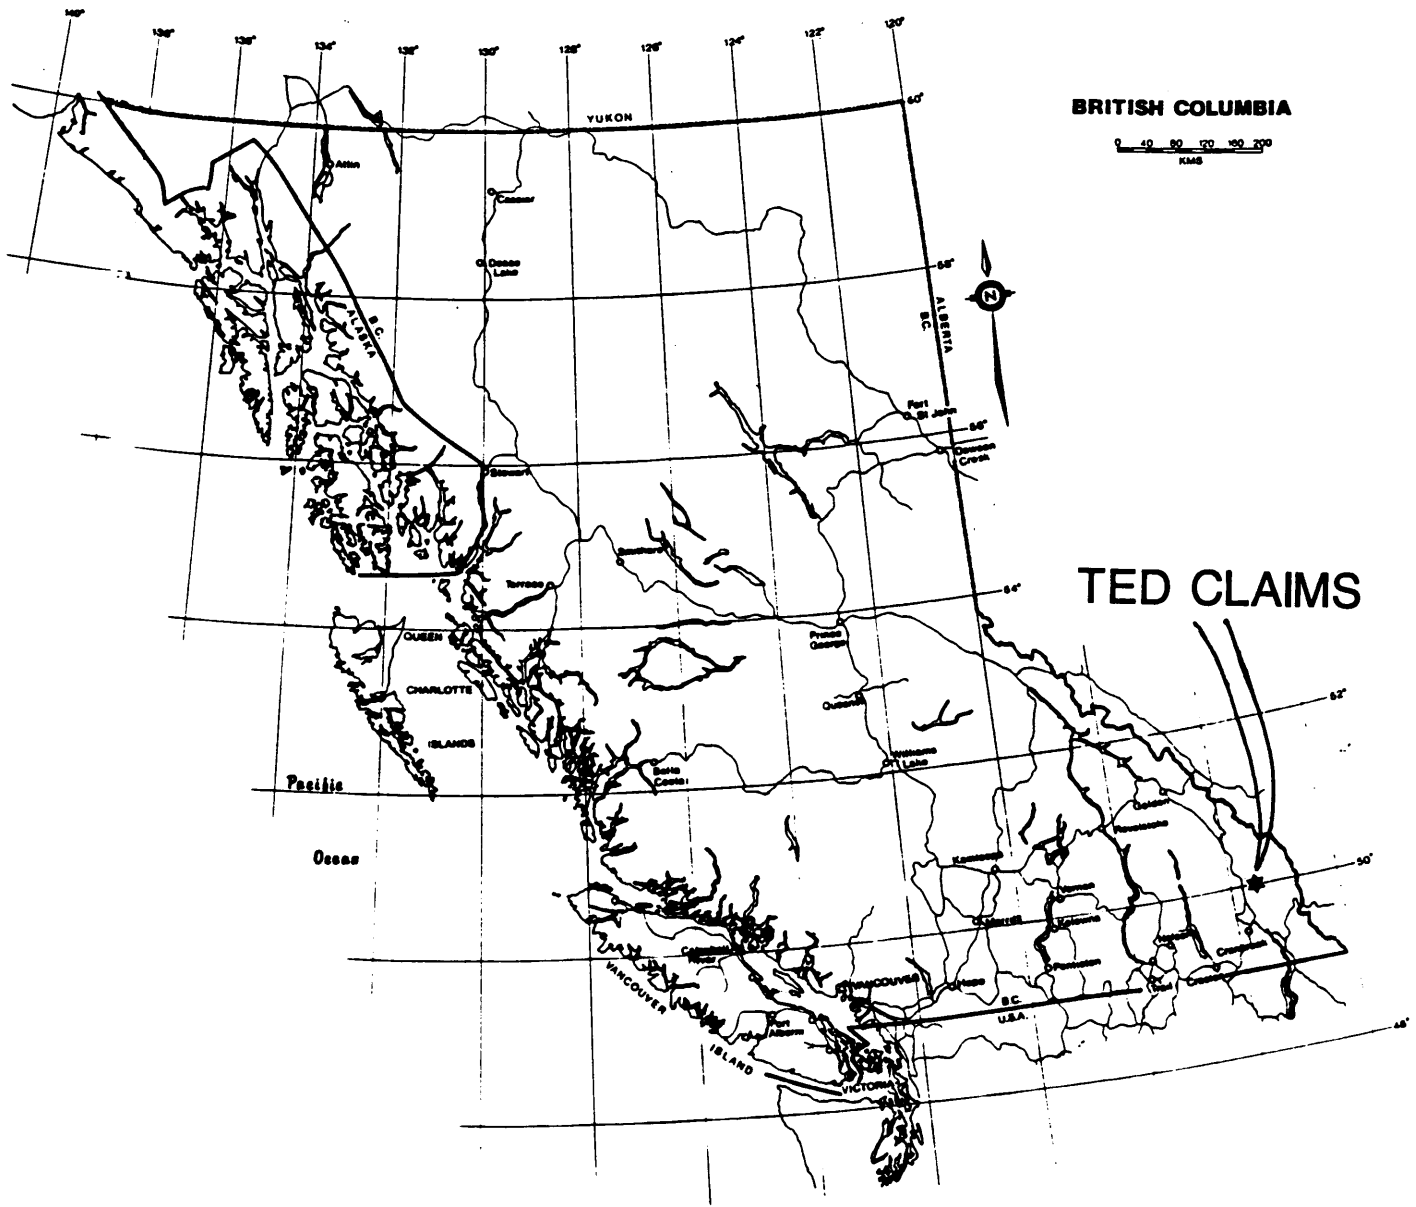 140°
136°
134°
130°
128°
126°
124°
122°
120°
60°
YUKON
BRITISH COLUMBIA
0 40 80 120 160 200
KMS
Atlin
Cassiar
Dease
Lake
58°
N
ALBERTA
B.C.
B.C.
ALASKA
Fort
St John
56°
Dawson
Creek
Stewart
Smithers
Terrace
54°
TED CLAIMS
Prince
George
QUEEN
CHARLOTTE
ISLANDS
52°
Quesnel
Williams
Lake
Bella
Coola
Pacific
Ocean
Golden
Revelstoke
Kamloops
50°
Vernon
Kelowna
Merritt
Nelson
Cranbrook
Campbell
River
Penticton
VANCOUVER
Hope
Trail
Creston
VANCOUVER
ISLAND
B.C.
U.S.A.
Port
Alberni
48°
VICTORIA